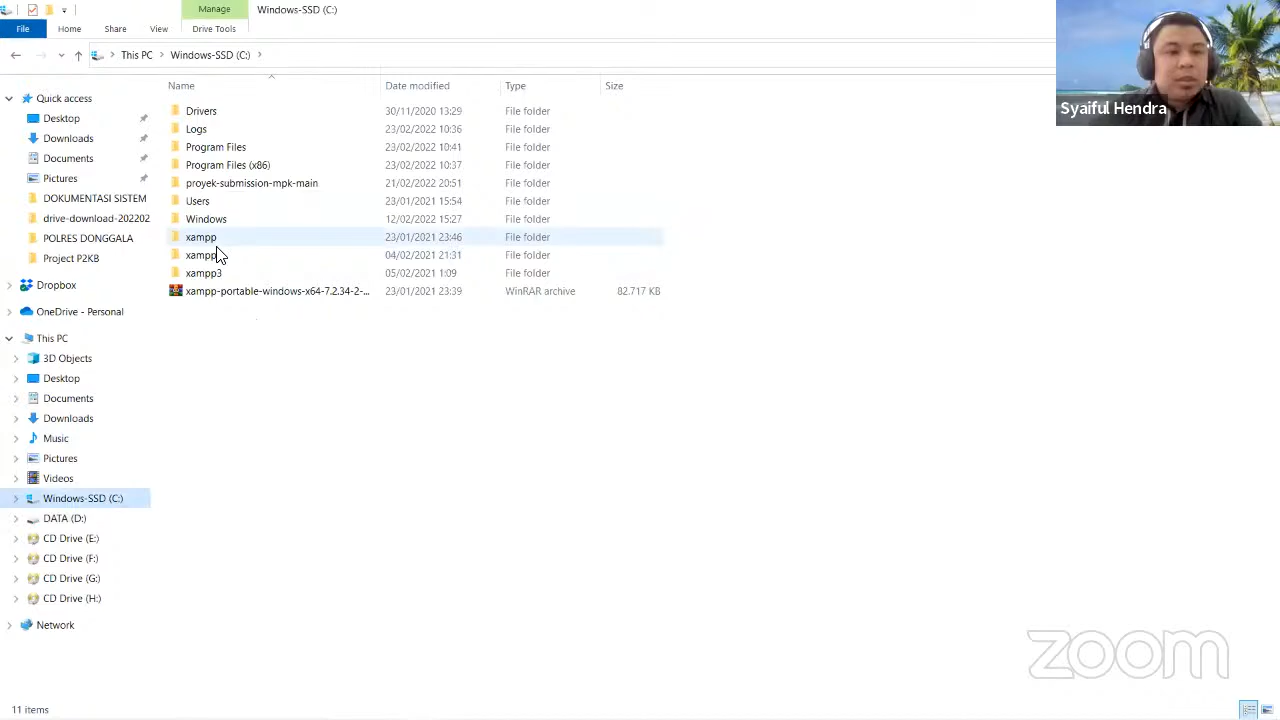 Manage
Windows-SSD (C:)
File
Home
Share
View
Drive Tools
This PC
Windows-SSD (C:)
Name
Date modified
Type
Size
Quick access
Desktop
Downloads
Documents
Pictures
DOKUMENTASI SISTEM
drive-download-202202
POLRES DONGGALA
Project P2KB
Dropbox
OneDrive - Personal
This PC
3D Objects
Desktop
Documents
Downloads
Music
Pictures
Videos
Windows-SSD (C:)
DATA (D:)
CD Drive (E:)
CD Drive (F:)
CD Drive (G:)
CD Drive (H:)
Network
Drivers 30/11/2020 13:29 File folder
Logs 23/02/2022 10:36 File folder
Program Files 23/02/2022 10:41 File folder
Program Files (x86) 23/02/2022 10:37 File folder
proyek-submission-mpk-main 21/02/2022 20:51 File folder
Users 23/01/2021 15:54 File folder
Windows 12/02/2022 15:27 File folder
xampp 23/01/2021 23:46 File folder
04/02/2021 21:31 File folder
xampp3 05/02/2021 1:09 File folder
xampp-portable-windows-x64-7.2.34-2-... 23/01/2021 23:39 WinRAR archive 82.717 KB
Syaiful Hendra
zoom
11 items